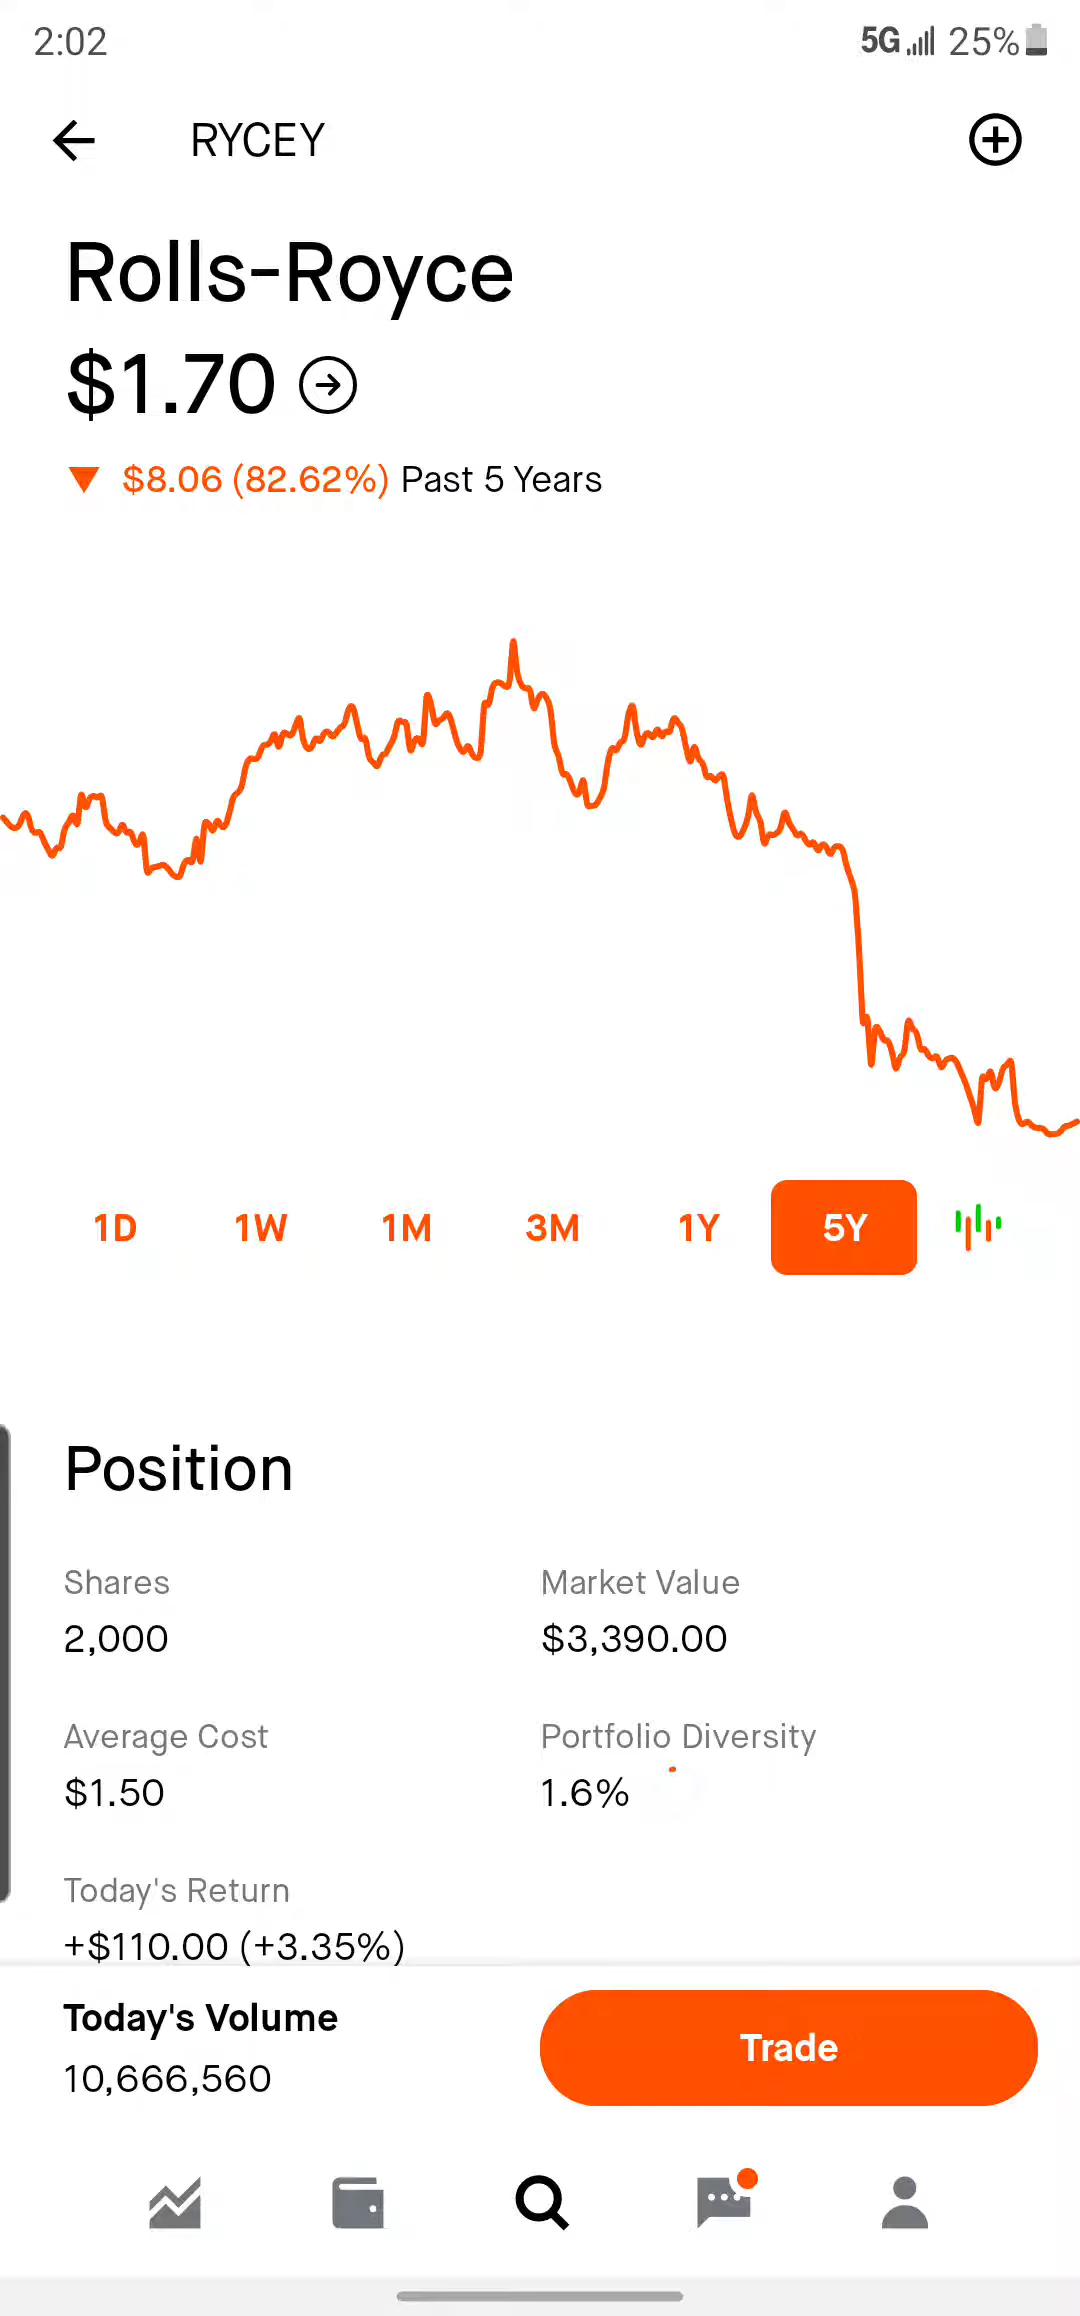 2:02 5G 25%
RYCEY
Rolls-Royce
$1.70
$8.06 (82.62%) Past 5 Years
1D 1W 1M 3M 1Y 5Y
Position
Shares Market Value
2,000 $3,390.00
Average Cost Portfolio Diversity
$1.50 1.6%
Today's Return
+$110.00 (+3.35%)
Today's Volume
10,666,560
Trade